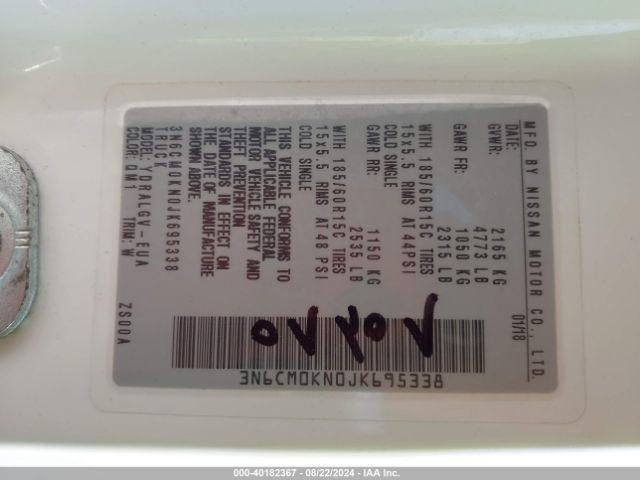 MFD. BY NISSAN MOTOR CO., LTD.
DATE: 01/18
GVWR: 2165 KG
4773 LB
GAWR FR: 1050 KG
2315 LB
WITH 185/60R15C TIRES
15x5.5 RIMS AT 44PSI
COLD SINGLE
GAWR RR: 1150 KG
2535 LB
WITH 185/60R15C TIRES
15x5.5 RIMS AT 48 PSI
COLD SINGLE
THIS VEHICLE CONFORMS TO
ALL APPLICABLE FEDERAL
MOTOR VEHICLE SAFETY AND
THEFT PREVENTION
STANDARDS IN EFFECT ON
THE DATE OF MANUFACTURE
SHOWN ABOVE.
3N6CM0KN0JK695338
TRUCK
MODEL: YDRALGV-EUA
COLOR: QM1 TRIM: W
ZS00A
3N6CM0KN0JK695338
000-40182367 - 08/22/2024 - IAA, Inc.